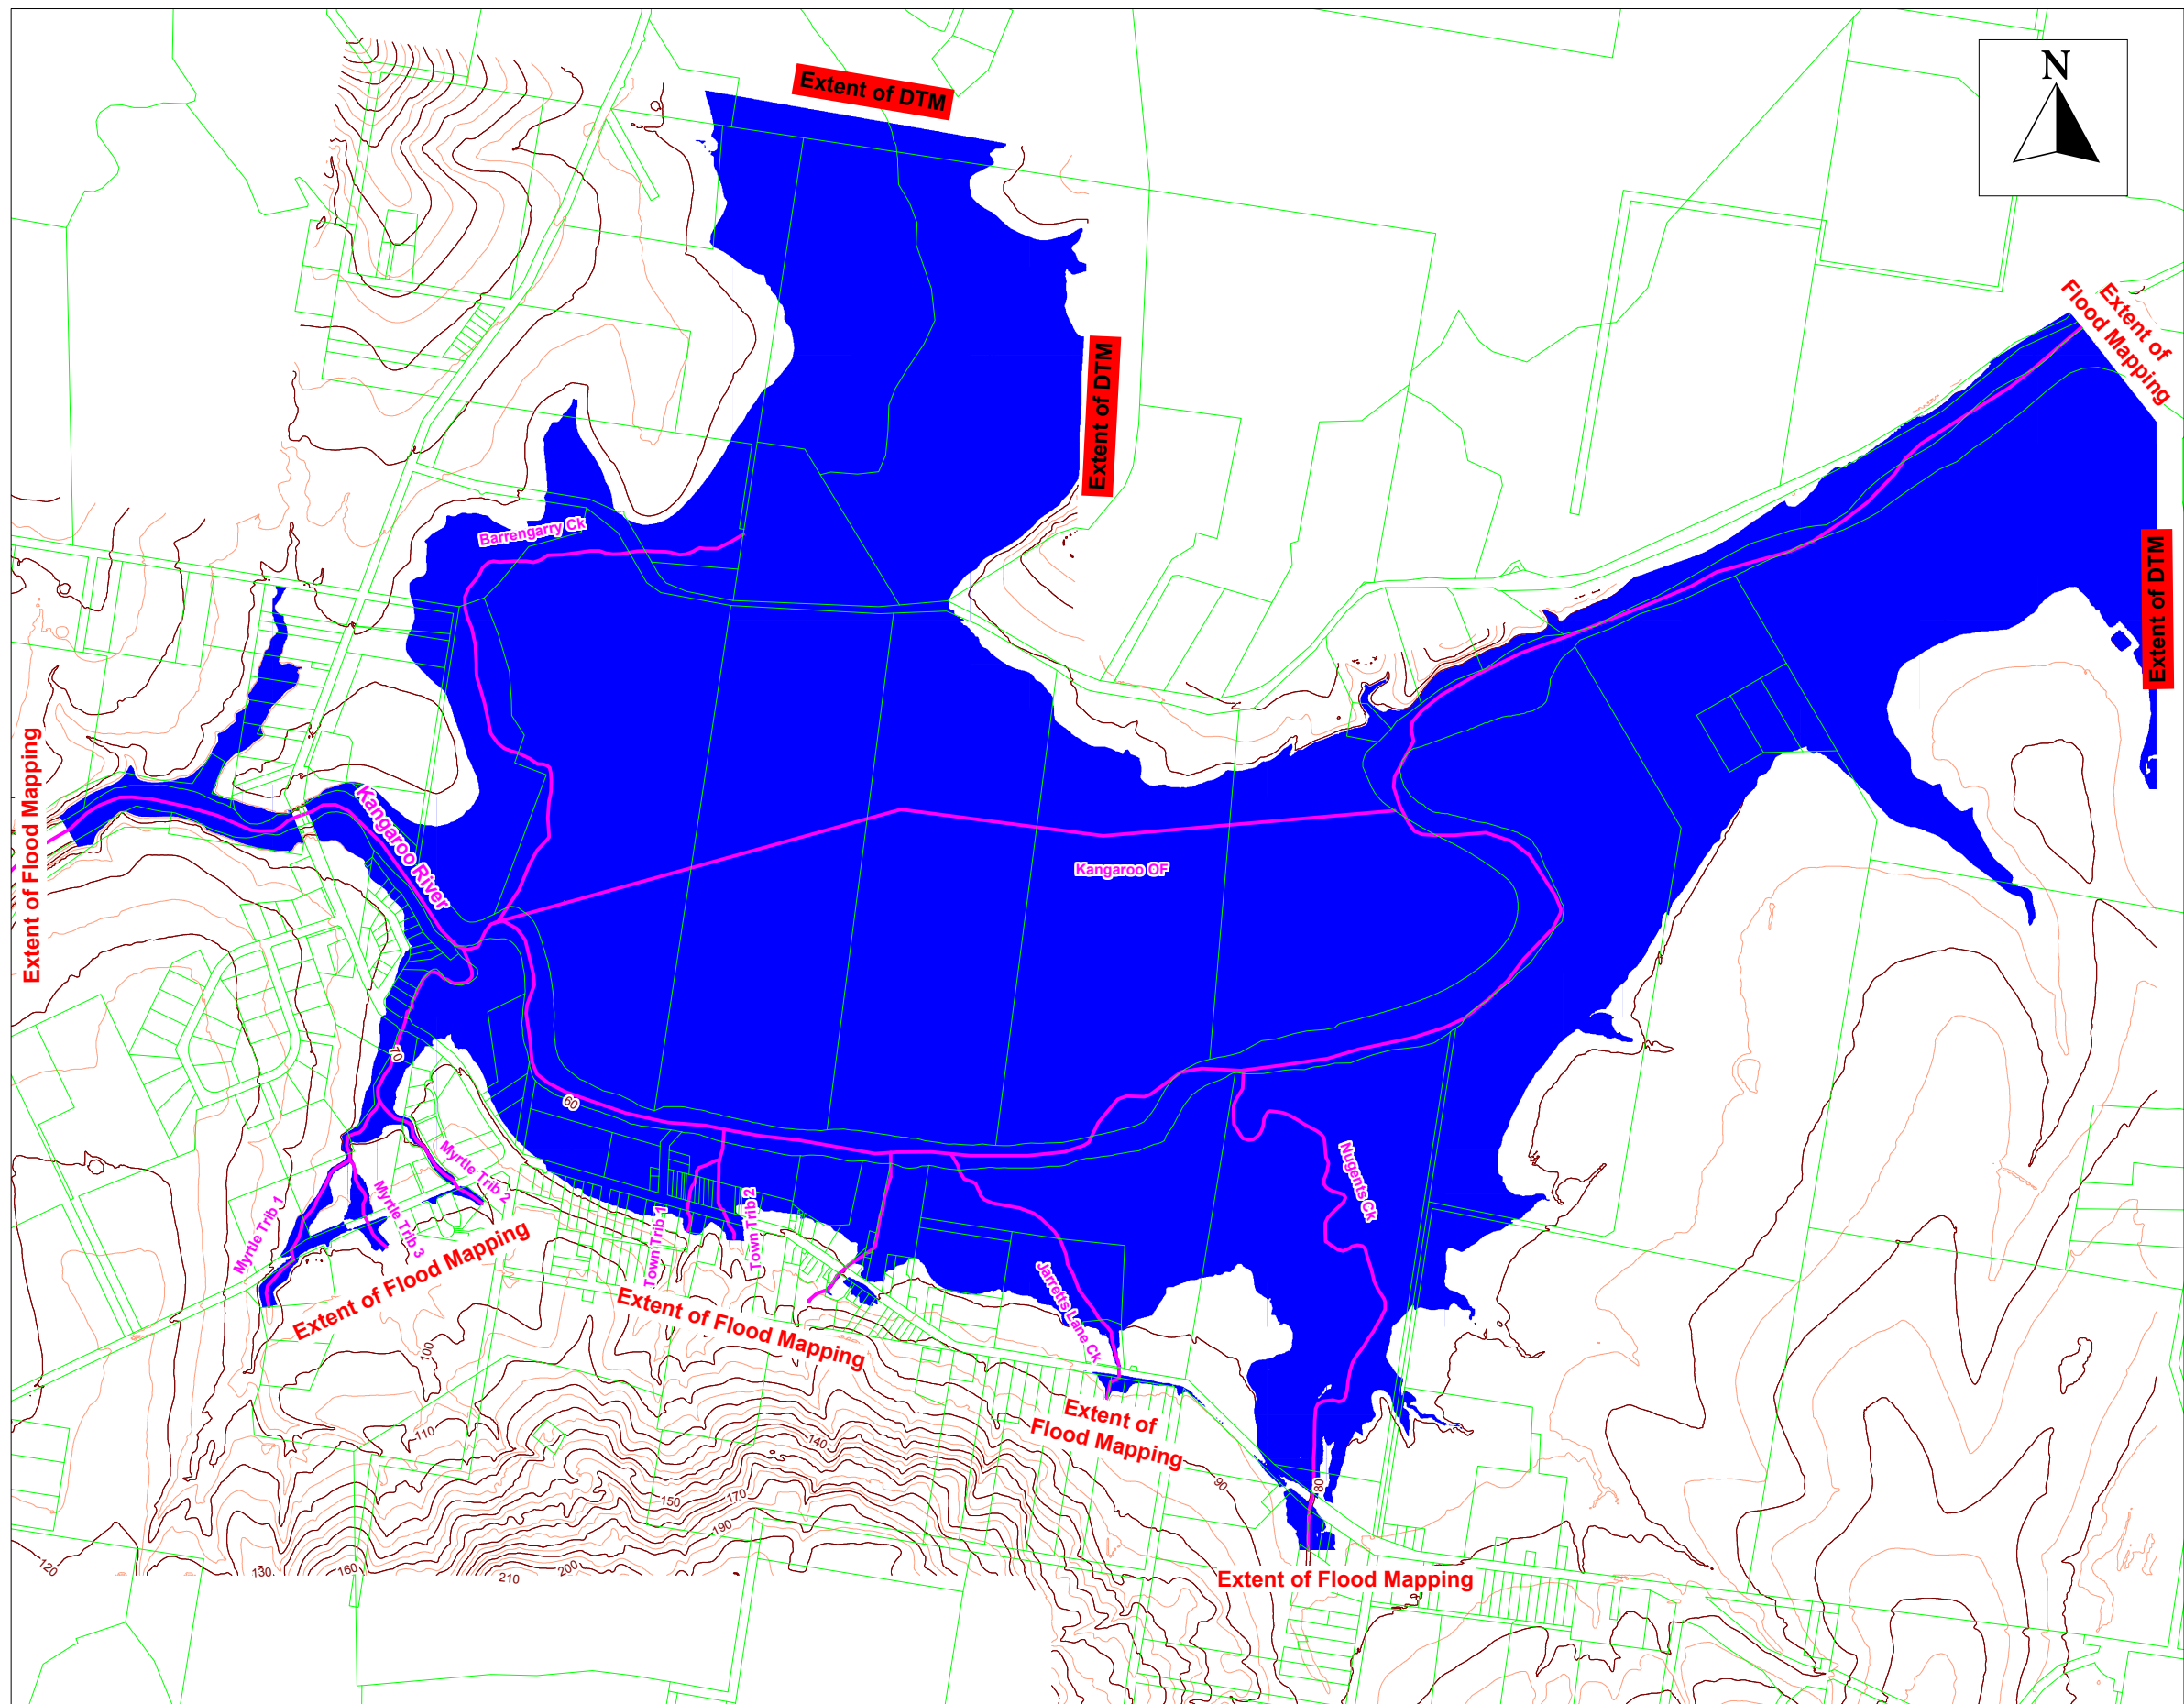 N
Extent of DTM
Extent of
Flood Mapping
Extent of DTM
Barrengarry Ck
Extent of DTM
Extent of Flood Mapping
Kangaroo River
Kangaroo OF
70
60
Myrtle Trib 2
Myrtle Trib 1
Myrtle Trib 3
Town Trib 1
Town Trib 2
Nugents Ck
Jarretts Lane Ck
Extent of Flood Mapping
Extent of Flood Mapping
100
110
140
Extent of
Flood Mapping
90
80
150
170
190
120
130
160
210
200
Extent of Flood Mapping